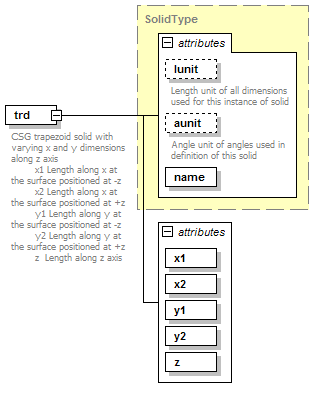 SolidType
attributes
lunit
Length unit of all dimensions
used for this instance of solid
aunit
Angle unit of angles used in
definition of this solid
name
trd
CSG trapezoid solid with
varying x and y dimensions
along z axis
x1 Length along x at
the surface positioned at -z
x2 Length along x at
the surface positioned at +z
y1 Length along y at
the surface positioned at -z
y2 Length along y at
the surface positioned at +z
z Length along z axis
attributes
x1
x2
y1
y2
z